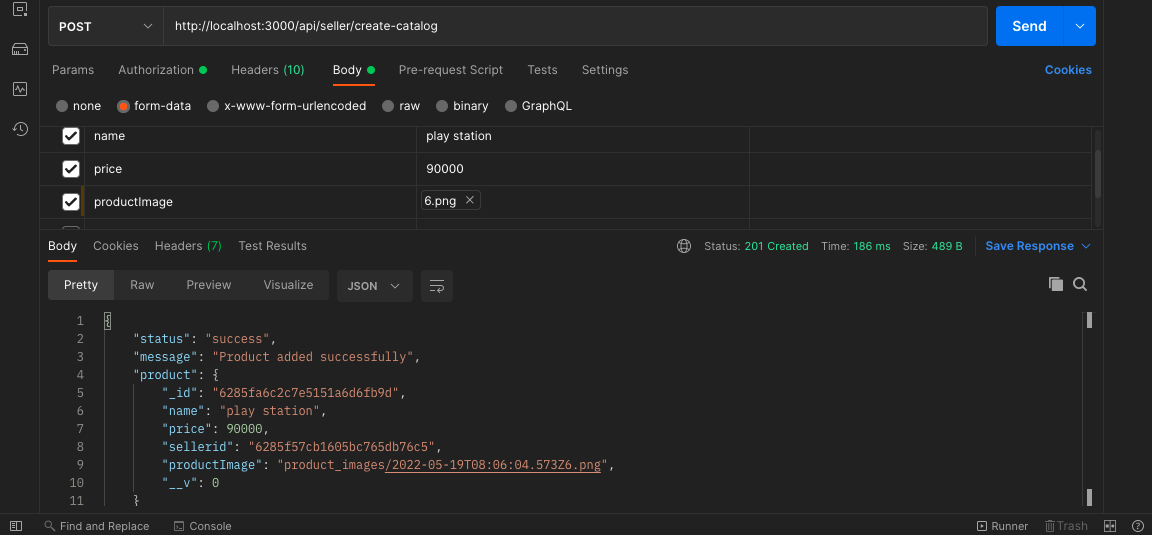 POST http://localhost:3000/api/seller/create-catalog Send
Params Authorization Headers (10) Body Pre-request Script Tests Settings Cookies
none form-data x-www-form-urlencoded raw binary GraphQL
name play station
price 90000
productImage 6.png
Body Cookies Headers (7) Test Results Status: 201 Created Time: 186 ms Size: 489 B Save Response
Pretty Raw Preview Visualize JSON
1 {
2 "status": "success",
3 "message": "Product added successfully",
4 "product": {
5 "_id": "6285fa6c2c7e5151a6d6fb9d",
6 "name": "play station",
7 "price": 90000,
8 "sellerid": "6285f57cb1605bc765db76c5",
9 "productImage": "product_images/2022-05-19T08:06:04.573Z6.png",
10 "__v": 0
11 }
Find and Replace Console Runner Trash